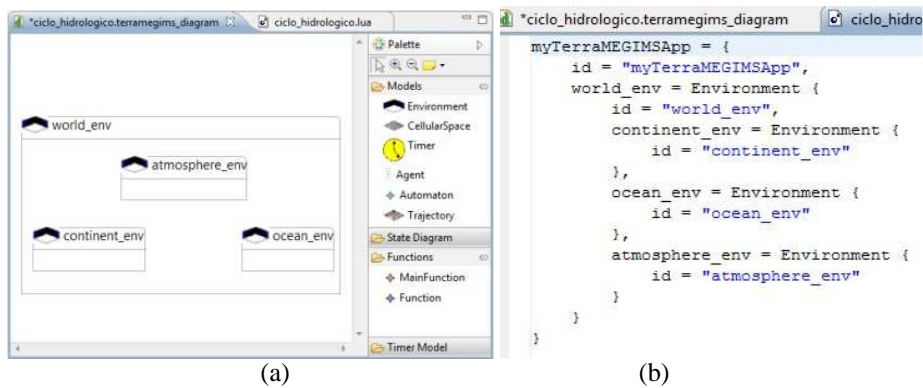 *ciclo_hidrologico.terramegims_diagram
ciclo_hidrologico.lua
Palette
Models
Environment
CellularSpace
Timer
Agent
Automaton
Trajectory
State Diagram
Functions
MainFunction
Function
Timer Model
world_env
atmosphere_env
continent_env
ocean_env
(a)
*ciclo_hidrologico.terramegims_diagram
ciclo_hidro
myTerraMEGIMSApp = {
id = "myTerraMEGIMSApp",
world_env = Environment {
id = "world_env",
continent_env = Environment {
id = "continent_env"
},
ocean_env = Environment {
id = "ocean_env"
},
atmosphere_env = Environment {
id = "atmosphere_env"
}
}
}
(b)